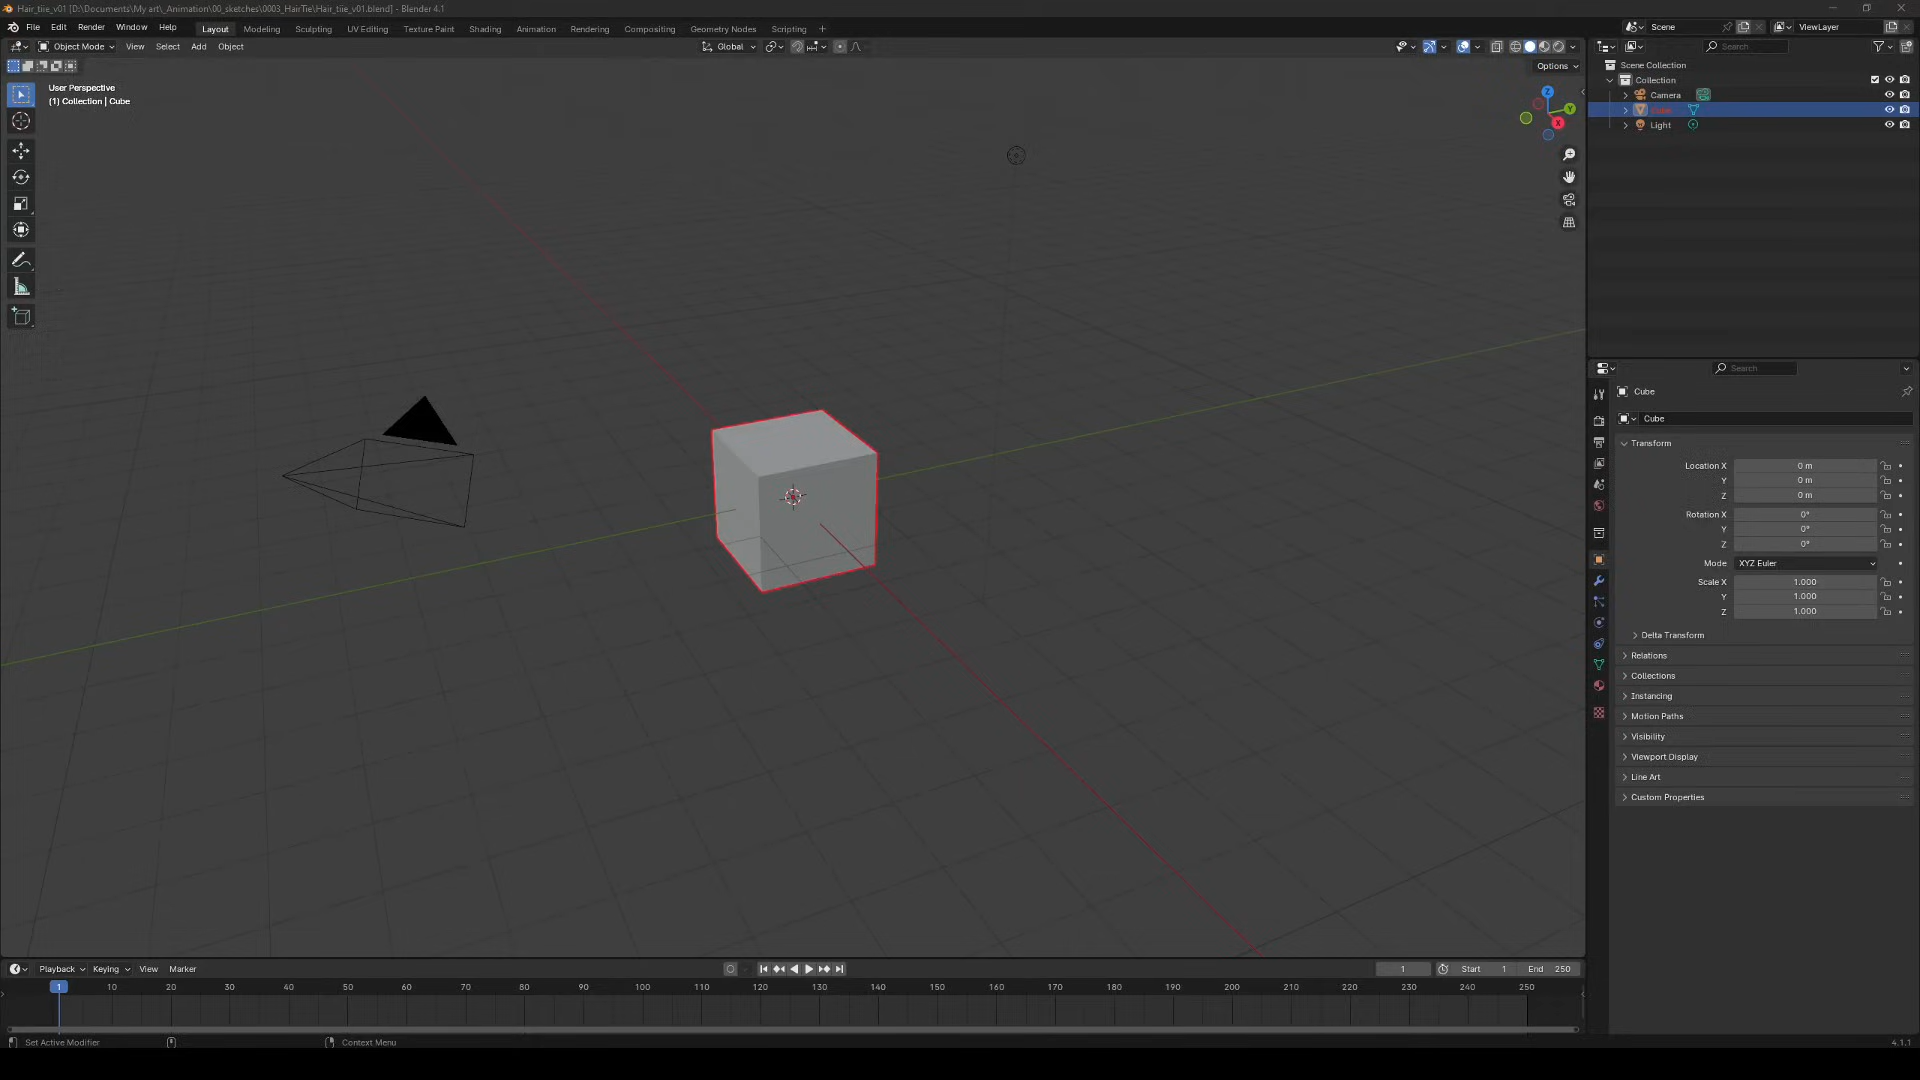 Hair_tiie_v01 [D:\Documents\My art\_Animation\00_sketches\0003_HairTie\Hair_tiie_v01.blend] - Blender 4.1
File Edit Render Window Help
Layout Modeling Sculpting UV Editing Texture Paint Shading Animation Rendering Compositing Geometry Nodes Scripting +
Scene
ViewLayer
Object Mode View Select Add Object
Global
Search
Options
User Perspective
(1) Collection | Cube
Z
Y
X
Scene Collection
Collection
Camera
Cube
Light
Search
Cube
Cube
Transform
Location X 0 m
Y 0 m
Z 0 m
Rotation X 0°
Y 0°
Z 0°
Mode XYZ Euler
Scale X 1.000
Y 1.000
Z 1.000
Delta Transform
Relations
Collections
Instancing
Motion Paths
Visibility
Viewport Display
Line Art
Custom Properties
Playback Keying View Marker
1 Start 1 End 250
1 10 20 30 40 50 60 70 80 90 100 110 120 130 140 150 160 170 180 190 200 210 220 230 240 250
Set Active Modifier
Context Menu
4.1.1